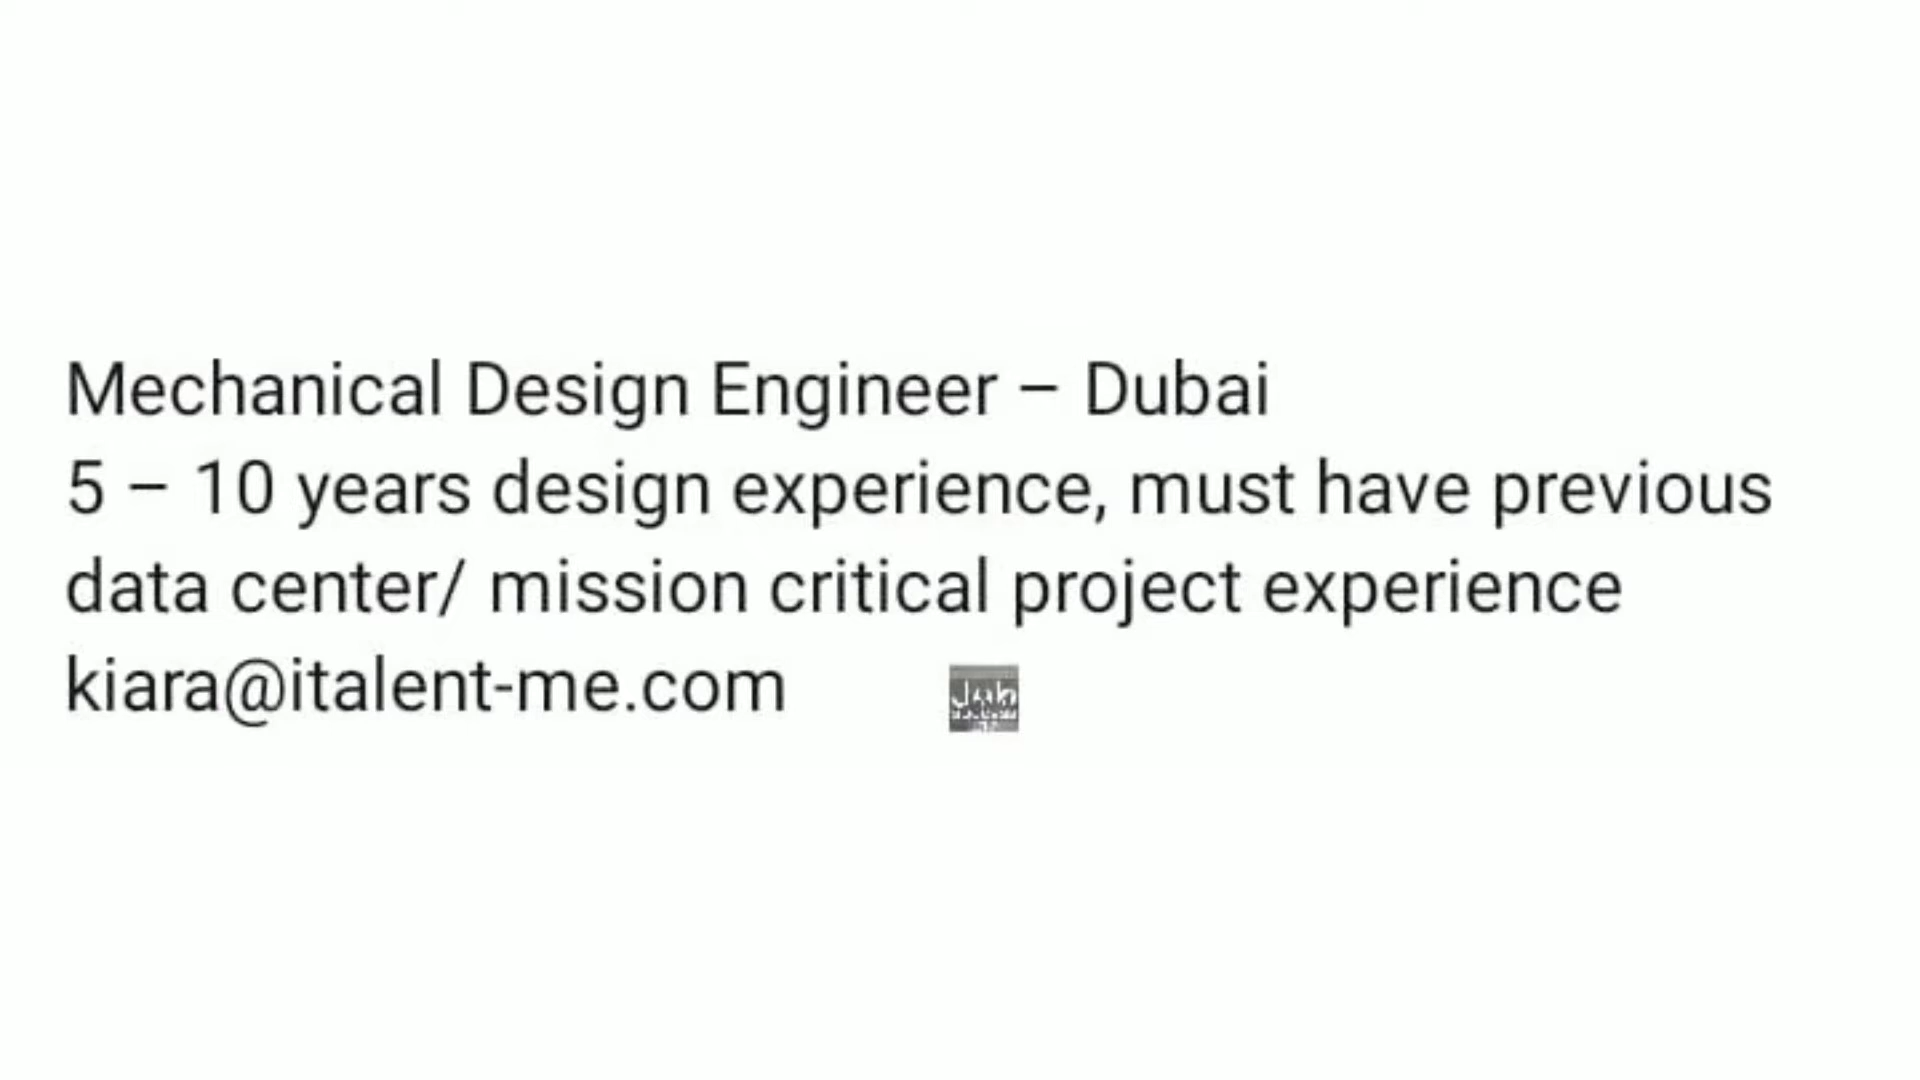 Mechanical Design Engineer – Dubai
5 – 10 years design experience, must have previous
data center/ mission critical project experience
kiara@italent-me.com